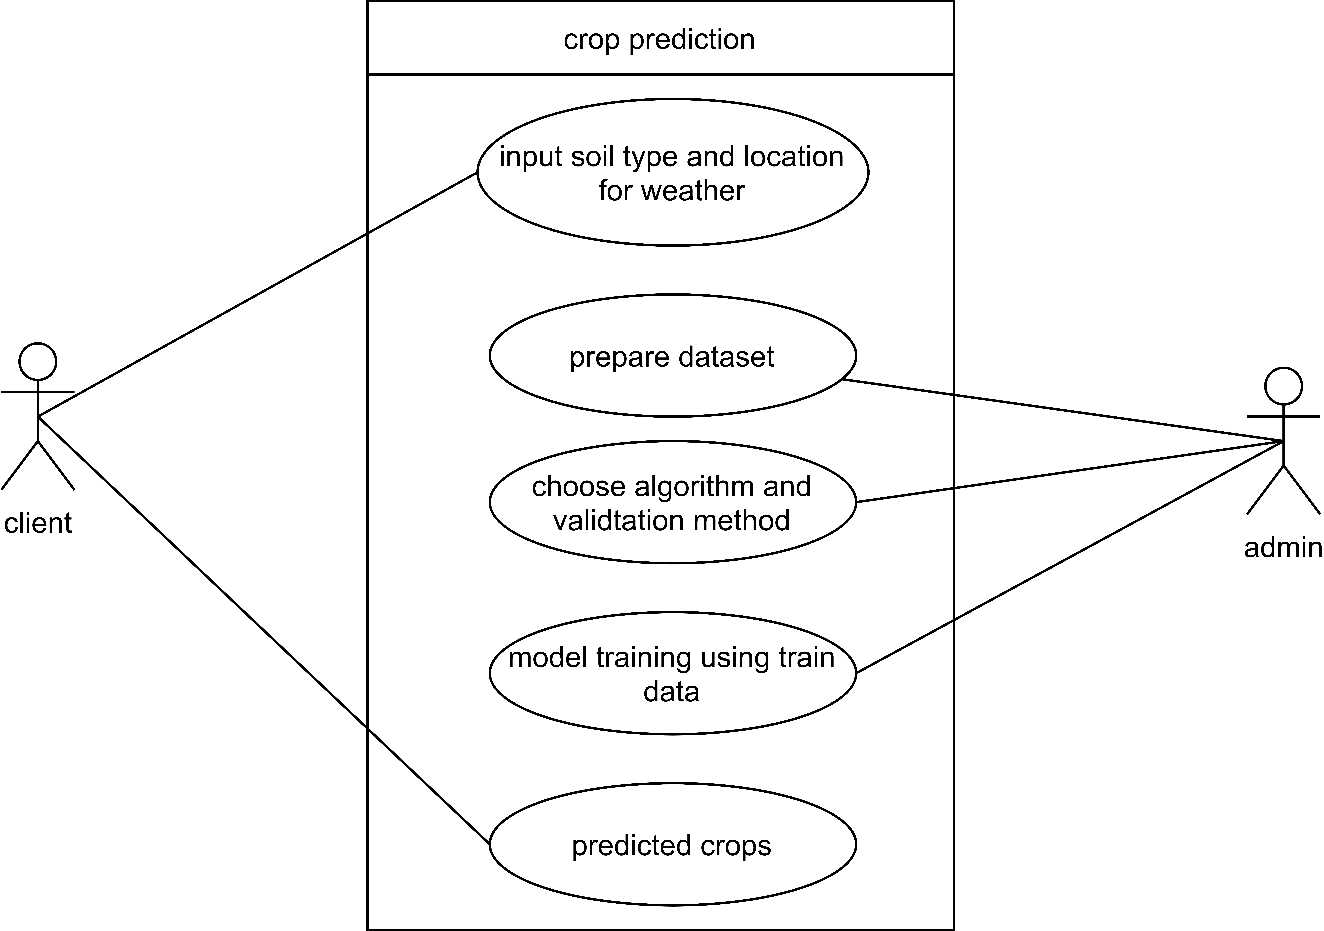 crop prediction
input soil type and location
for weather
prepare dataset
choose algorithm and
validtation method
client
admin
model training using train
data
predicted crops